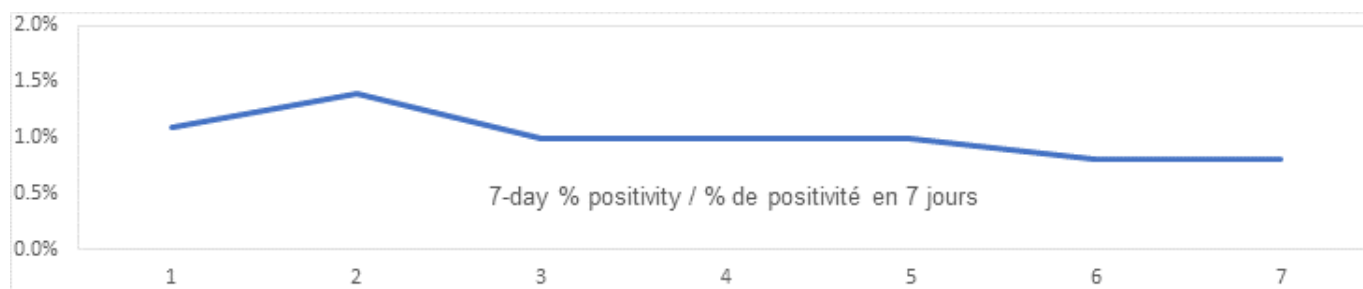 2.0%
1.5%
1.0%
0.5%
7-day % positivity / % de positivité en 7 jours
0.0%
1 2 3 4 5 6 7